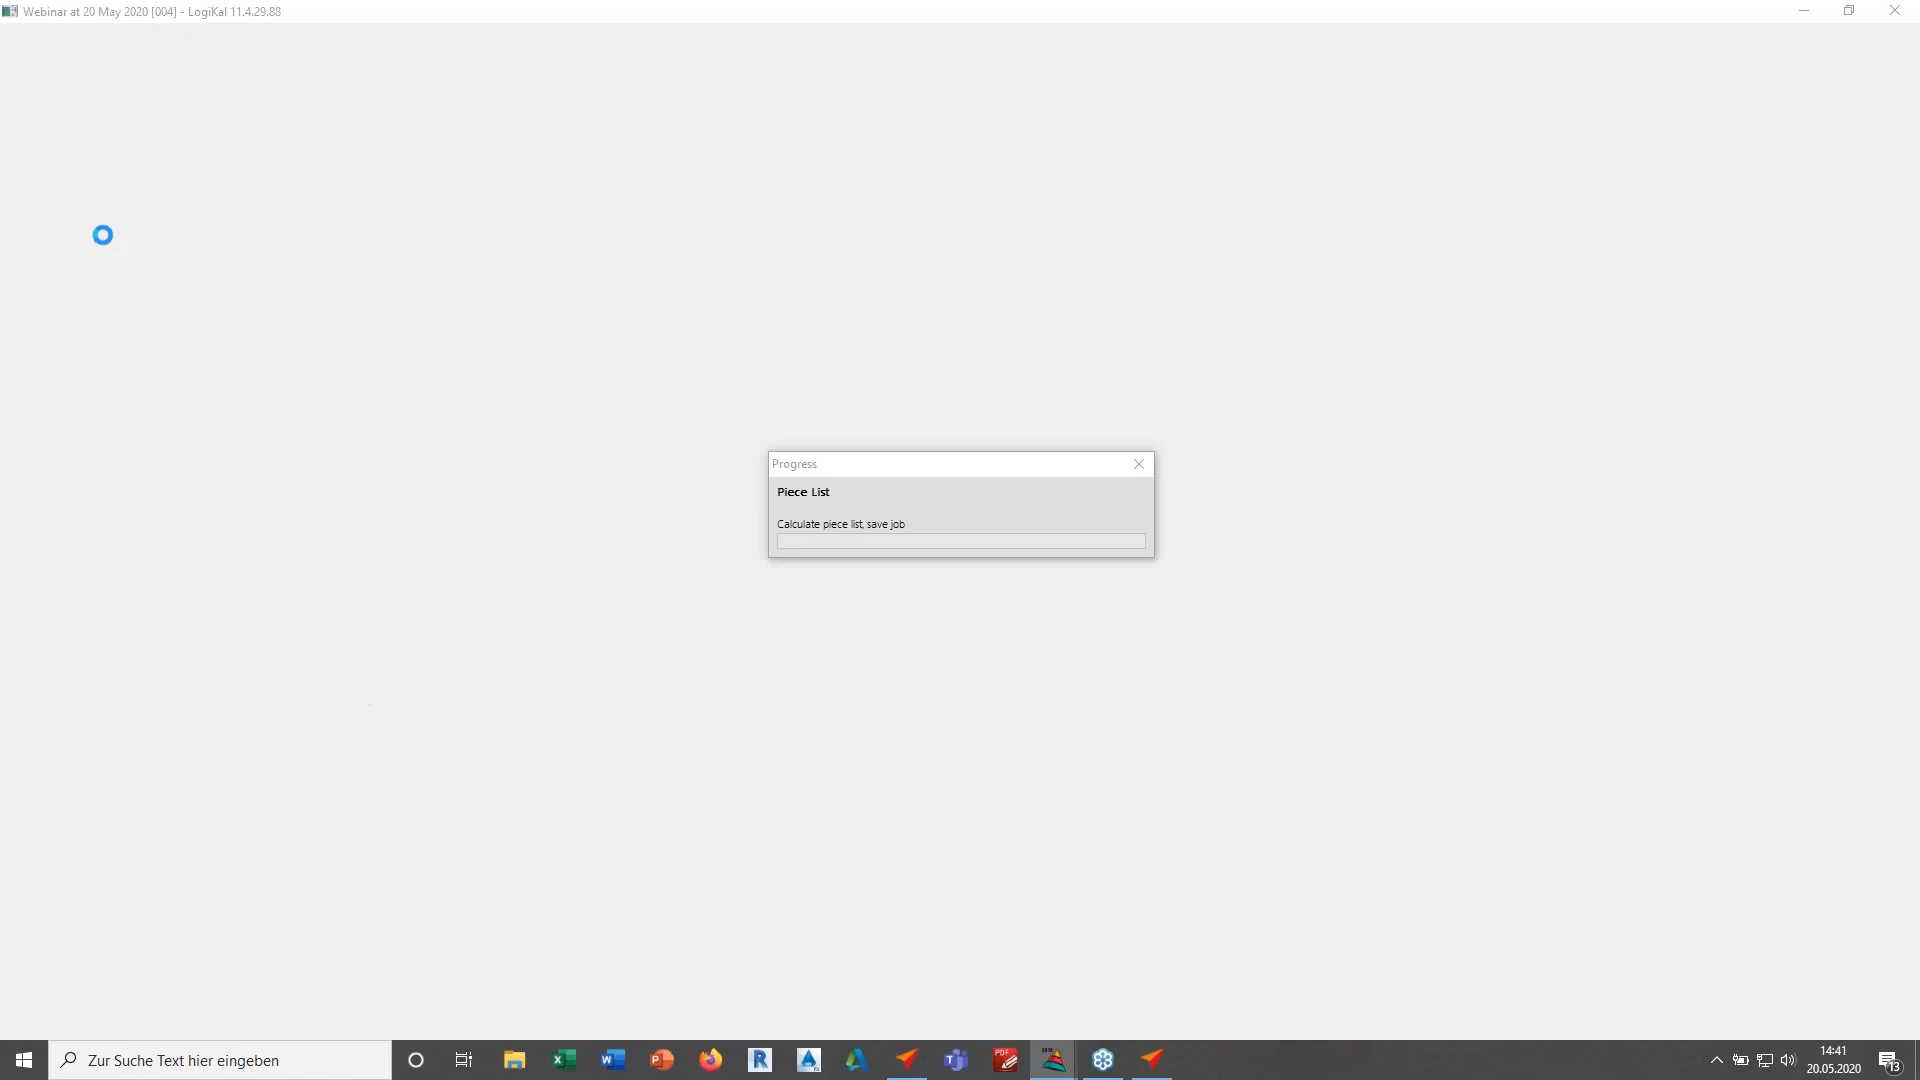 Webinar at 20 May 2020 [004] - LogiKal 11.4.29.88
Progress
Piece List
Calculate piece list, save job
Zur Suche Text hier eingeben
14:41
20.05.2020
13